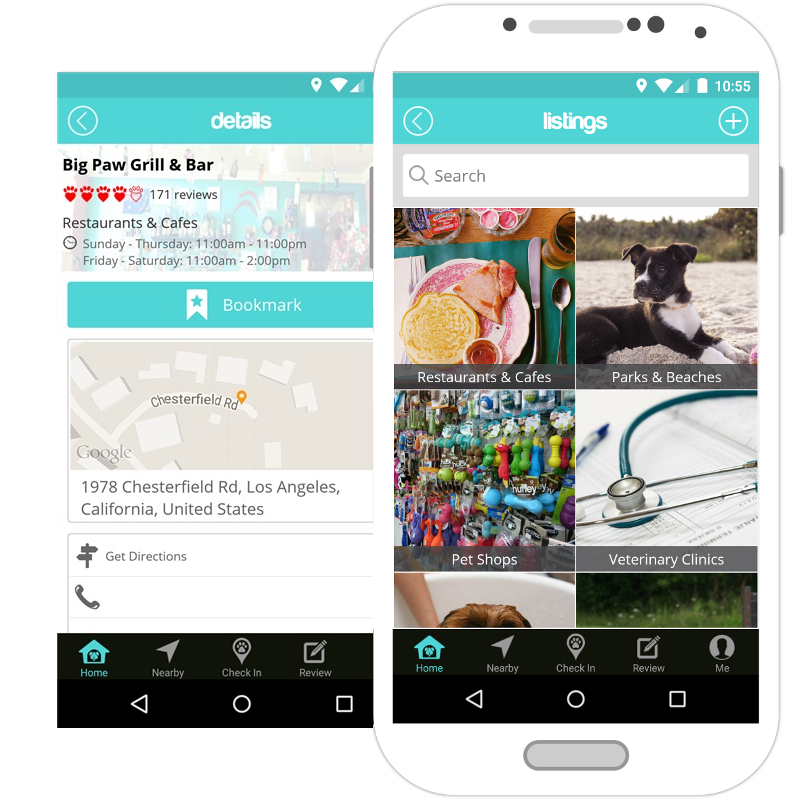 details
Big Paw Grill & Bar
171 reviews
Restaurants & Cafes
Sunday - Thursday: 11:00am - 11:00pm
Friday - Saturday: 11:00am - 2:00pm
Bookmark
Chesterfield Rd
Google
1978 Chesterfield Rd, Los Angeles,
California, United States
Get Directions
Home Nearby Check In Review
10:55
listings
Search
Restaurants & Cafes Parks & Beaches
hurley
Pet Shops Veterinary Clinics
Home Nearby Check In Review Me